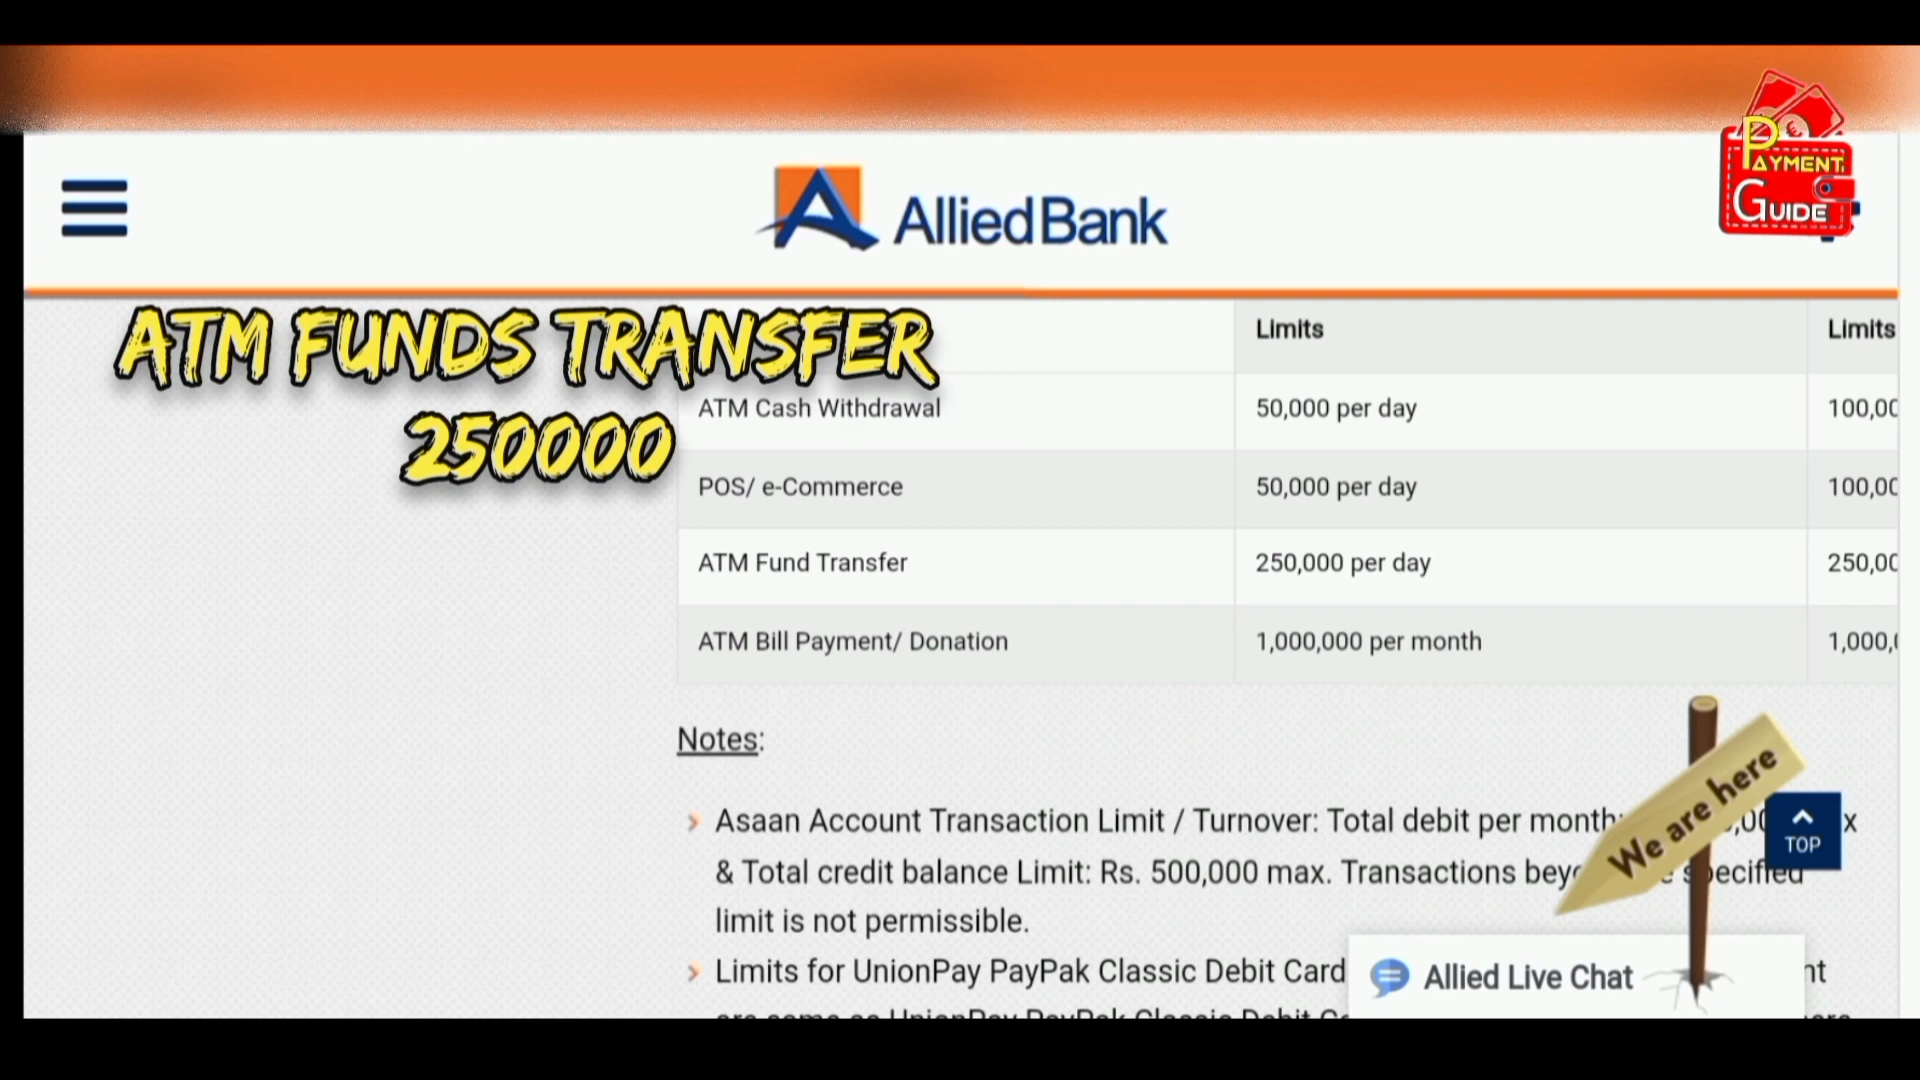 PAYMENT
GUIDE
Allied Bank
ATM FUNDS TRANSFER
250000
Limits Limits
ATM Cash Withdrawal 50,000 per day
POS/ e-Commerce 50,000 per day
ATM Fund Transfer 250,000 per day
ATM Bill Payment/ Donation 1,000,000 per month
Notes:
Asaan Account Transaction Limit / Turnover: Total debit per month:
& Total credit balance Limit: Rs. 500,000 max. Transactions specified
limit is not permissible.
Limits for UnionPay PayPak Classic Debit Card
We are here
TOP
Allied Live Chat